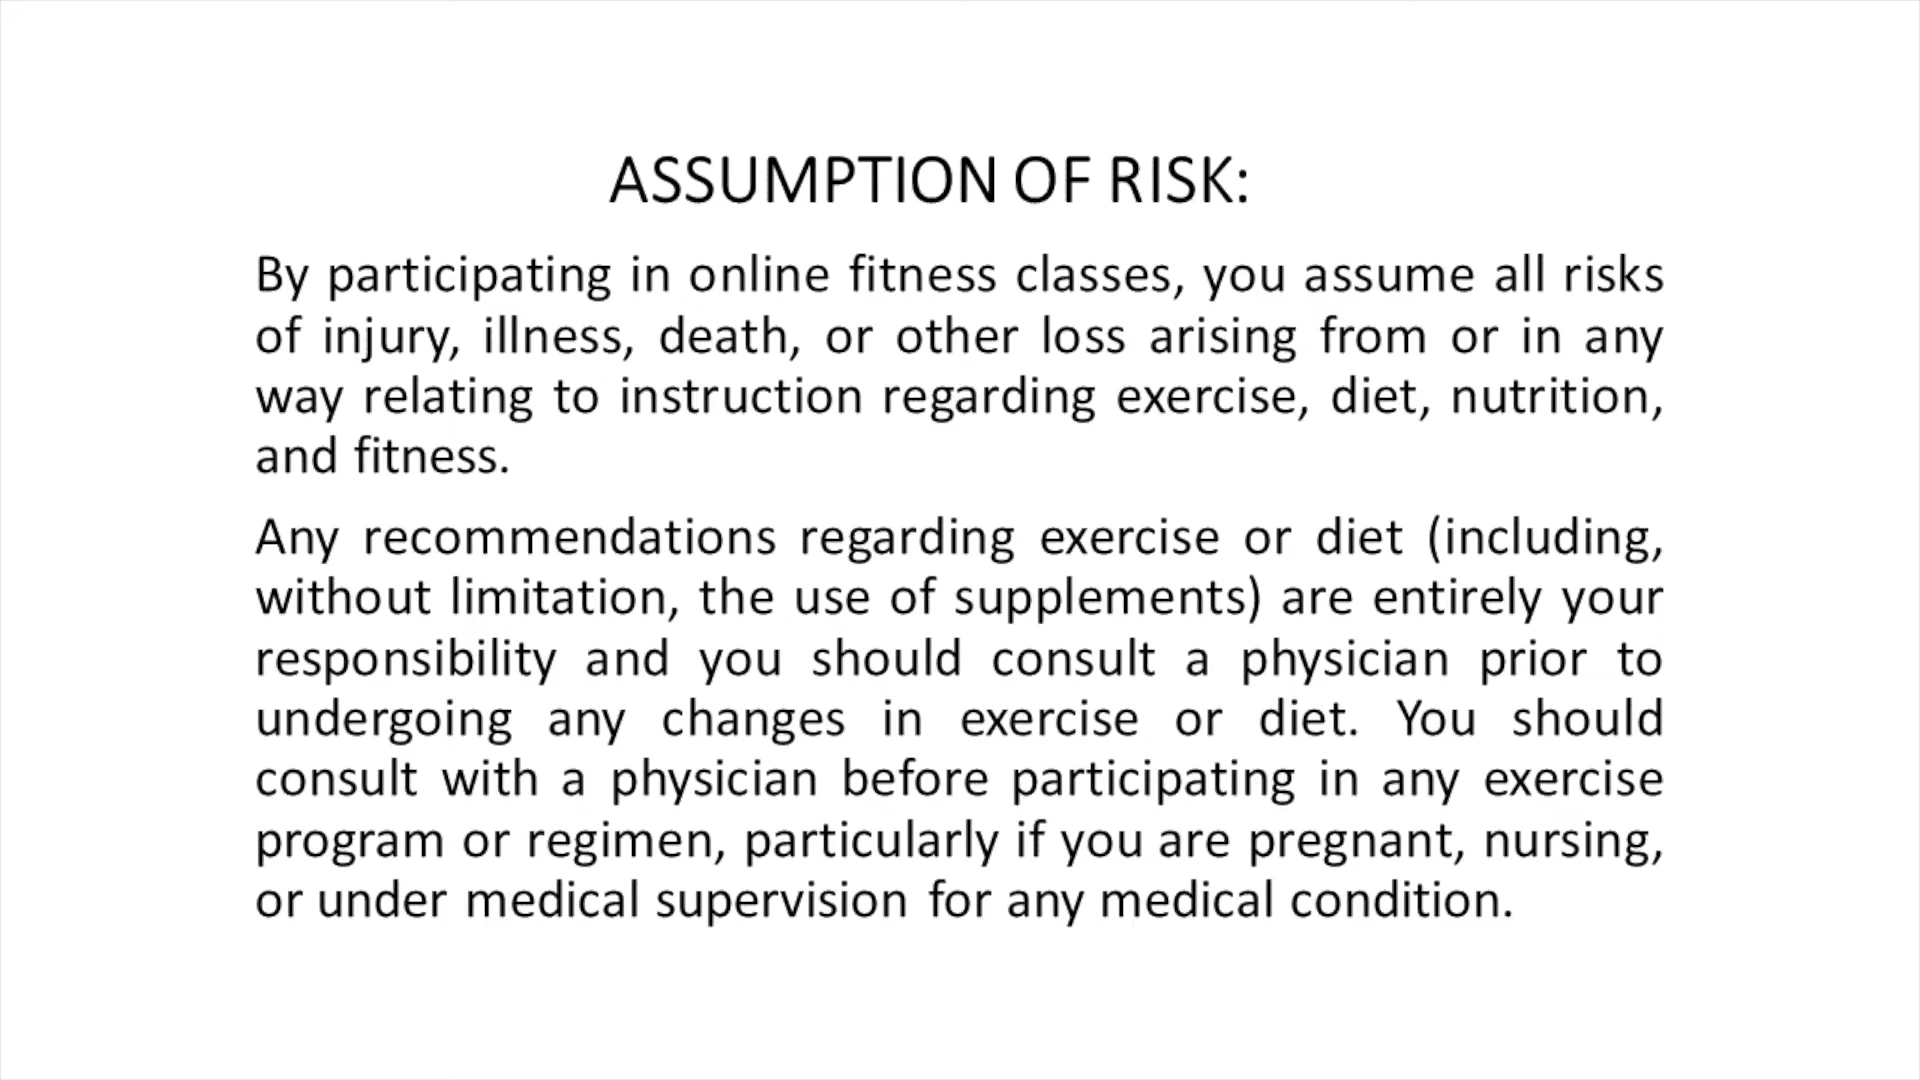 ASSUMPTION OF RISK:
By participating in online fitness classes, you assume all risks
of injury, illness, death, or other loss arising from or in any
way relating to instruction regarding exercise, diet, nutrition,
and fitness.
Any recommendations regarding exercise or diet (including,
without limitation, the use of supplements) are entirely your
responsibility and you should consult a physician prior to
undergoing any changes in exercise or diet. You should
consult with a physician before participating in any exercise
program or regimen, particularly if you are pregnant, nursing,
or under medical supervision for any medical condition.